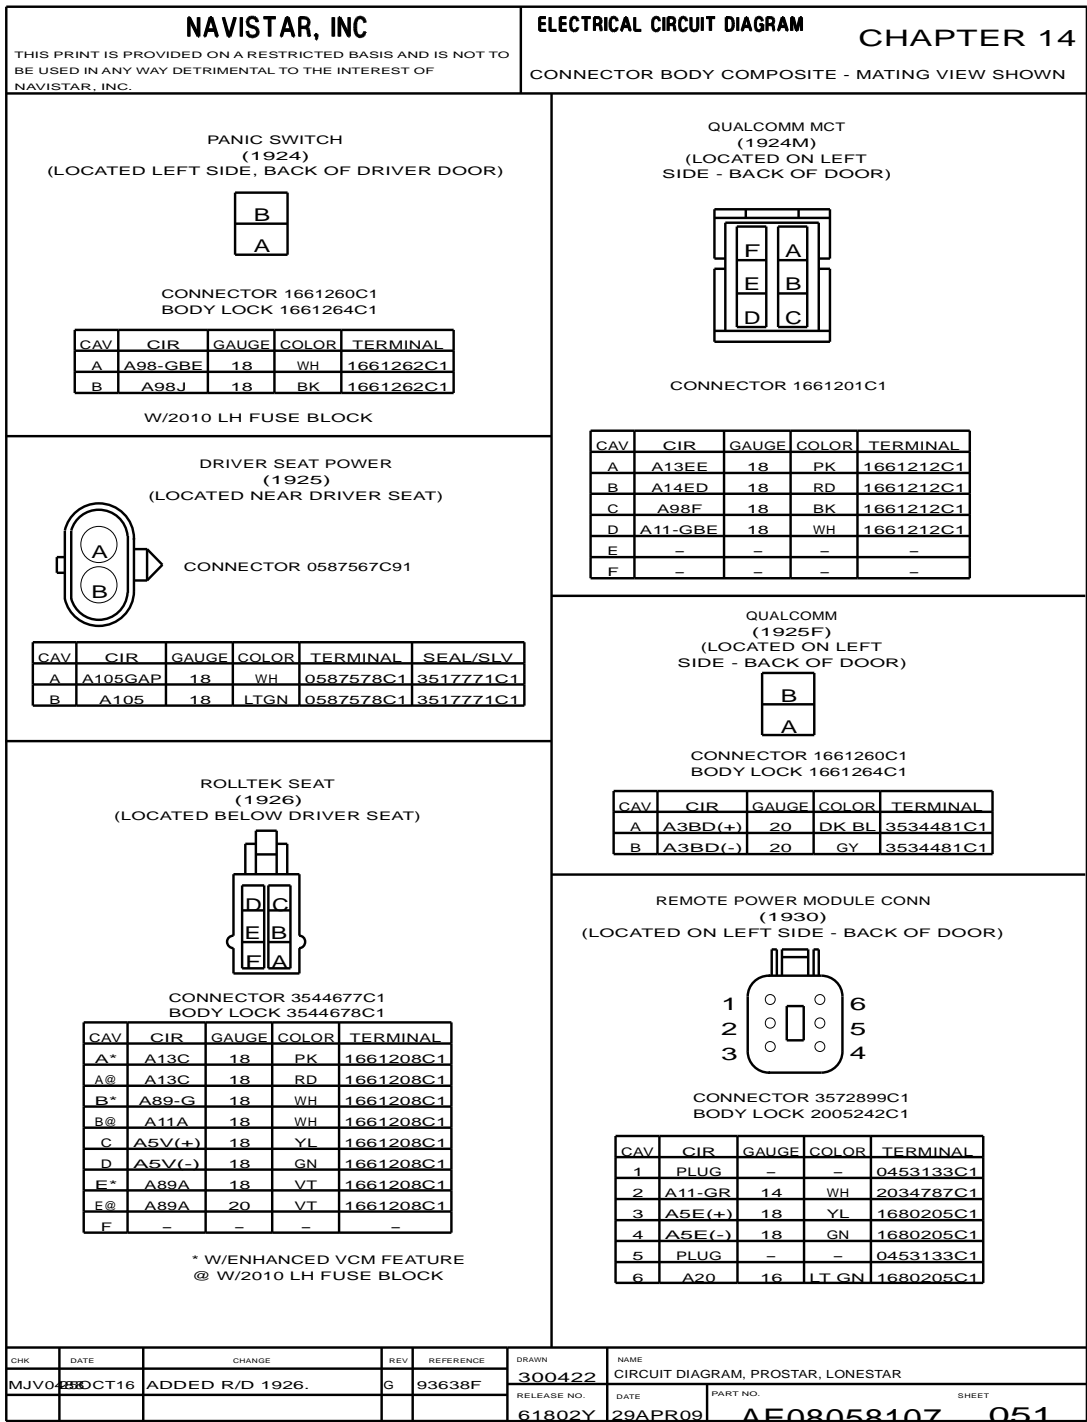 NAVISTAR, INC
THIS PRINT IS PROVIDED ON A RESTRICTED BASIS AND IS NOT TO
BE USED IN ANY WAY DETRIMENTAL TO THE INTEREST OF
NAVISTAR, INC.
ELECTRICAL CIRCUIT DIAGRAM
CHAPTER 14
CONNECTOR BODY COMPOSITE - MATING VIEW SHOWN
PANIC SWITCH
(1924)
(LOCATED LEFT SIDE, BACK OF DRIVER DOOR)
B
A
CONNECTOR 1661260C1
BODY LOCK 1661264C1
CAV CIR GAUGE COLOR TERMINAL
A A98-GBE 18 WH 1661262C1
B A98J 18 BK 1661262C1
W/2010 LH FUSE BLOCK
DRIVER SEAT POWER
(1925)
(LOCATED NEAR DRIVER SEAT)
A
B
CONNECTOR 0587567C91
CAV CIR GAUGE COLOR TERMINAL SEAL/SLV
A A105GAP 18 WH 0587578C1 3517771C1
B A105 18 LTGN 0587578C1 3517771C1
ROLLTEK SEAT
(1926)
(LOCATED BELOW DRIVER SEAT)
D C
E B
F A
CONNECTOR 3544677C1
BODY LOCK 3544678C1
CAV CIR GAUGE COLOR TERMINAL
A* A13C 18 PK 1661208C1
A@ A13C 18 RD 1661208C1
B* A89-G 18 WH 1661208C1
B@ A11A 18 WH 1661208C1
C A5V(+) 18 YL 1661208C1
D A5V(-) 18 GN 1661208C1
E* A89A 18 VT 1661208C1
E@ A89A 20 VT 1661208C1
F – – – –
* W/ENHANCED VCM FEATURE
@ W/2010 LH FUSE BLOCK
QUALCOMM MCT
(1924M)
(LOCATED ON LEFT
SIDE - BACK OF DOOR)
F A
E B
D C
CONNECTOR 1661201C1
CAV CIR GAUGE COLOR TERMINAL
A A13EE 18 PK 1661212C1
B A14ED 18 RD 1661212C1
C A98F 18 BK 1661212C1
D A11-GBE 18 WH 1661212C1
E – – – –
F – – – –
QUALCOMM
(1925F)
(LOCATED ON LEFT
SIDE - BACK OF DOOR)
B
A
CONNECTOR 1661260C1
BODY LOCK 1661264C1
CAV CIR GAUGE COLOR TERMINAL
A A3BD(+) 20 DK BL 3534481C1
B A3BD(-) 20 GY 3534481C1
REMOTE POWER MODULE CONN
(1930)
(LOCATED ON LEFT SIDE - BACK OF DOOR)
1 6
2 5
3 4
CONNECTOR 3572899C1
BODY LOCK 2005242C1
CAV CIR GAUGE COLOR TERMINAL
1 PLUG – – 0453133C1
2 A11-GR 14 WH 2034787C1
3 A5E(+) 18 YL 1680205C1
4 A5E(-) 18 GN 1680205C1
5 PLUG – – 0453133C1
6 A20 16 LT GN 1680205C1
CHK DATE CHANGE REV REFERENCE
OCT16 ADDED R/D 1926. G 93638F
DRAWN
300422
NAME
CIRCUIT DIAGRAM, PROSTAR, LONESTAR
RELEASE NO.
61802Y
DATE
29APR09
PART NO.
AE08058107
SHEET
051